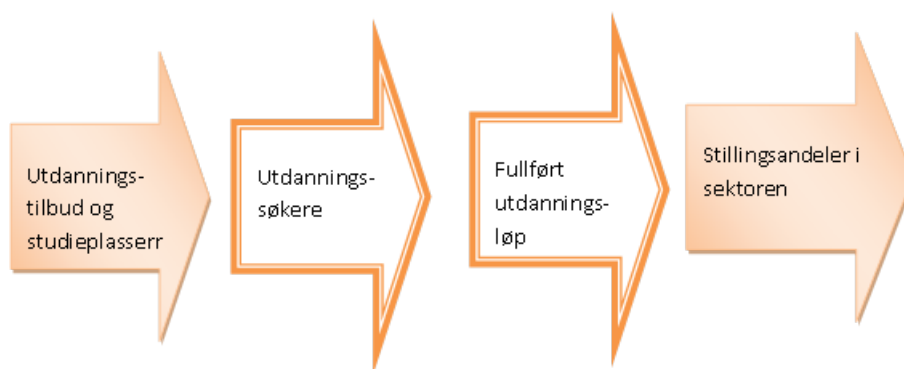 Utdannings-
tilbud og
studieplasserr
Utdannings-
søkere
Fullført
utdannings-
løp
Stillingsandeler i
sektoren